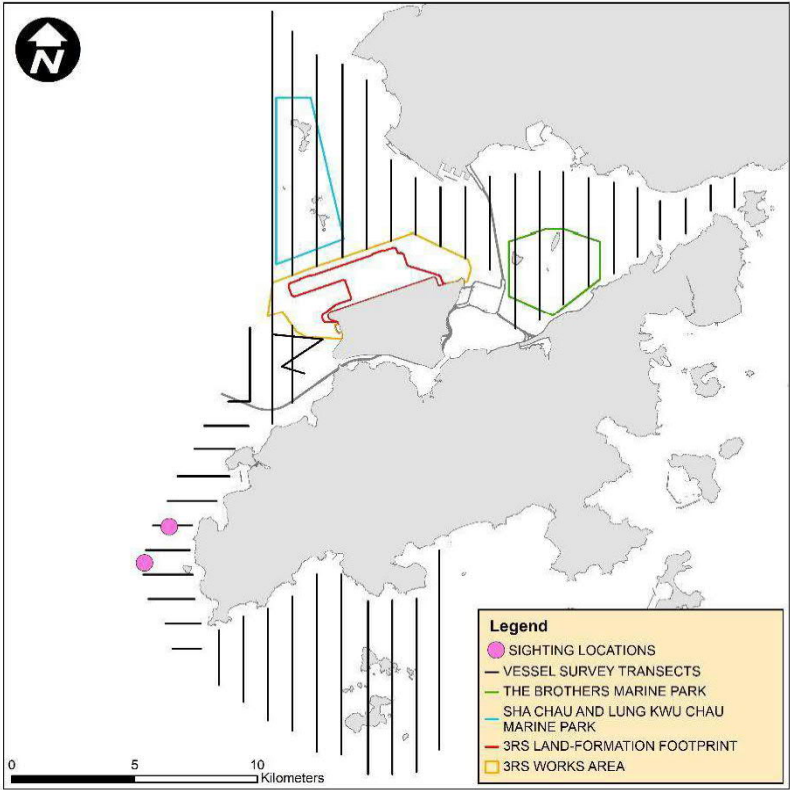 N
Legend
SIGHTING LOCATIONS
VESSEL SURVEY TRANSECTS
THE BROTHERS MARINE PARK
SHA CHAU AND LUNG KWU CHAU
MARINE PARK
3RS LAND-FORMATION FOOTPRINT
3RS WORKS AREA
0 5 10
Kilometers